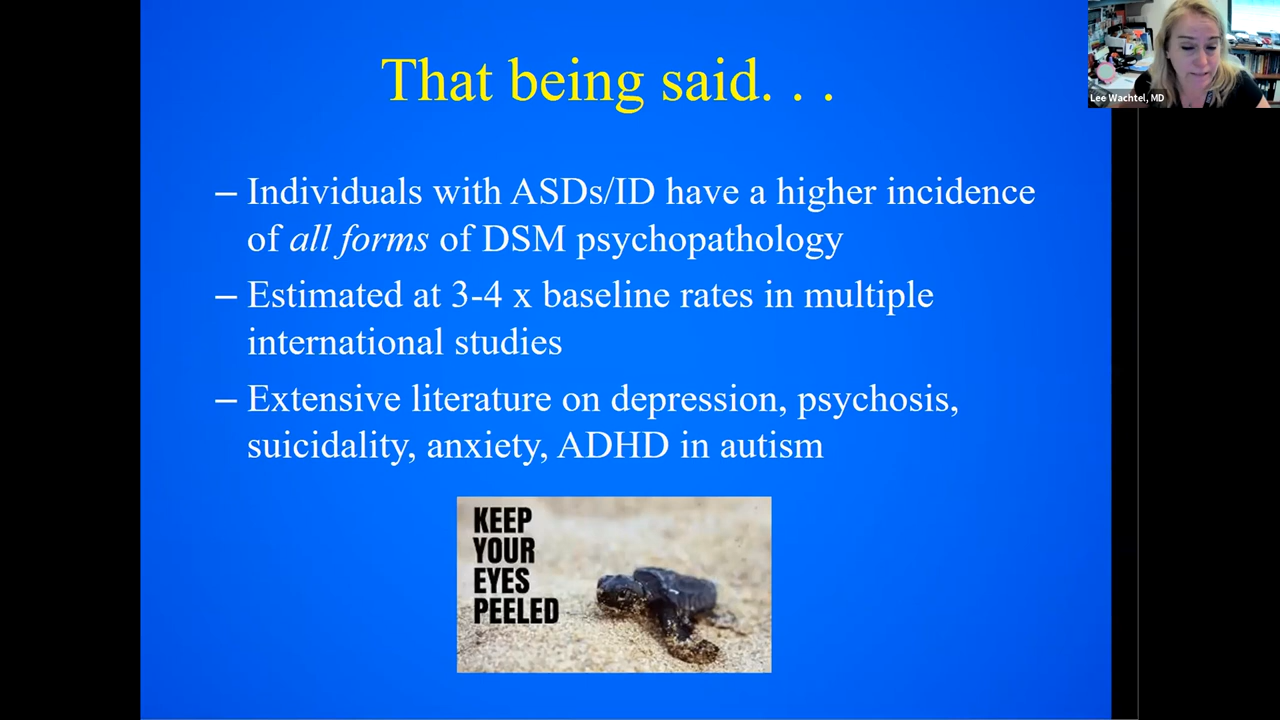 That being said. . .
– Individuals with ASDs/ID have a higher incidence
of all forms of DSM psychopathology
– Estimated at 3-4 x baseline rates in multiple
international studies
– Extensive literature on depression, psychosis,
suicidality, anxiety, ADHD in autism
KEEP
YOUR
EYES
PEELED
Lee Wachtel, MD